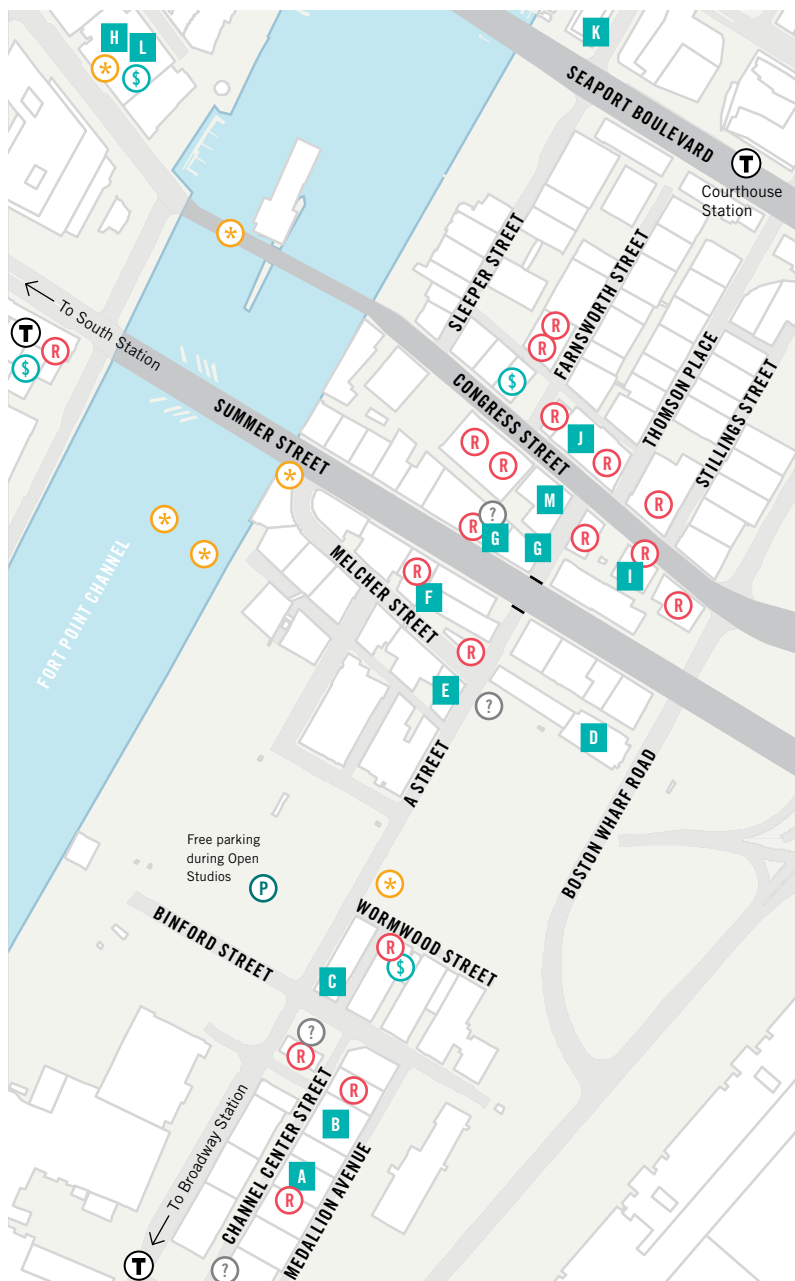 H
L
K
*
$
SEAPORT BOULEVARD
T
Courthouse
Station
*
SLEEPER STREET
FARNSWORTH STREET
To South Station
T
R
$
R
R
THOMSON PLACE
STILLINGS STREET
$
CONGRESS STREET
SUMMER STREET
R
J
R
R
R
*
M
R
?
R
G
G
R
R
I
R
*
*
MELCHER STREET
R
F
FORT POINT CHANNEL
R
E
?
D
A STREET
BOSTON WHARF ROAD
Free parking
during Open
Studios
P
*
WORMWOOD STREET
BINFORD STREET
R
$
C
?
R
R
B
CHANNEL CENTER STREET
MEDALLION AVENUE
To Broadway Station
A
R
T
?